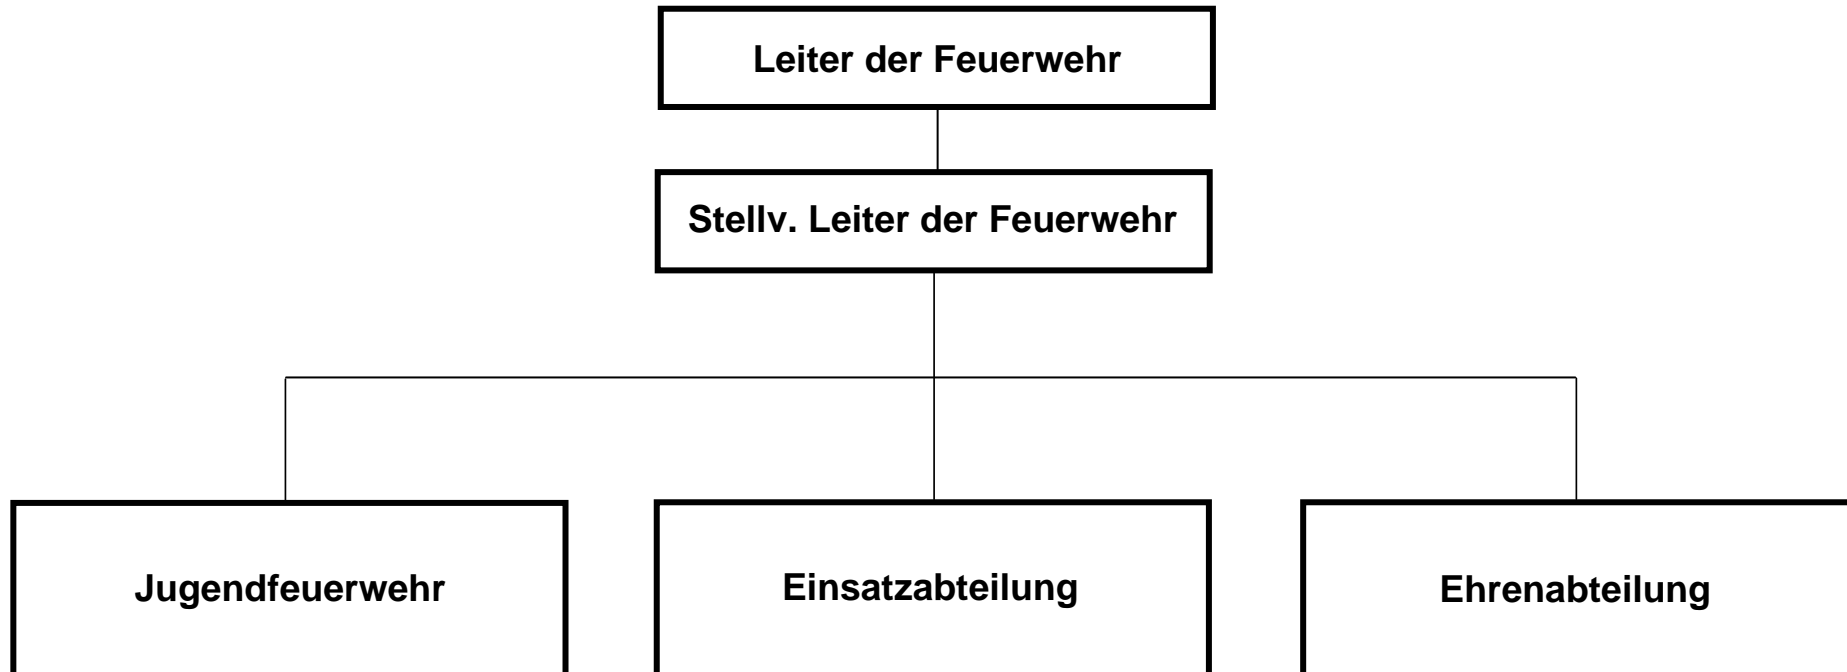 Leiter der Feuerwehr
Stellv. Leiter der Feuerwehr
Jugendfeuerwehr
Einsatzabteilung
Ehrenabteilung